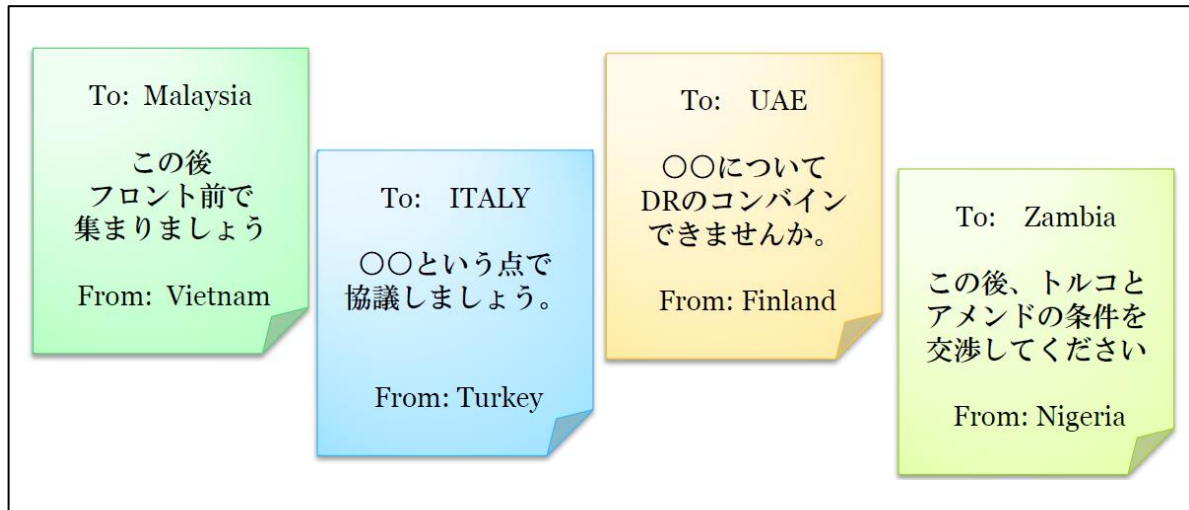 To: Malaysia
この後
フロント前で
集まりましょう
From: Vietnam
To: ITALY
○○という点で
協議しましょう。
From: Turkey
To: UAE
○○について
DRのコンバイン
できませんか。
From: Finland
To: Zambia
この後、トルコと
アメンドの条件を
交渉してください
From: Nigeria